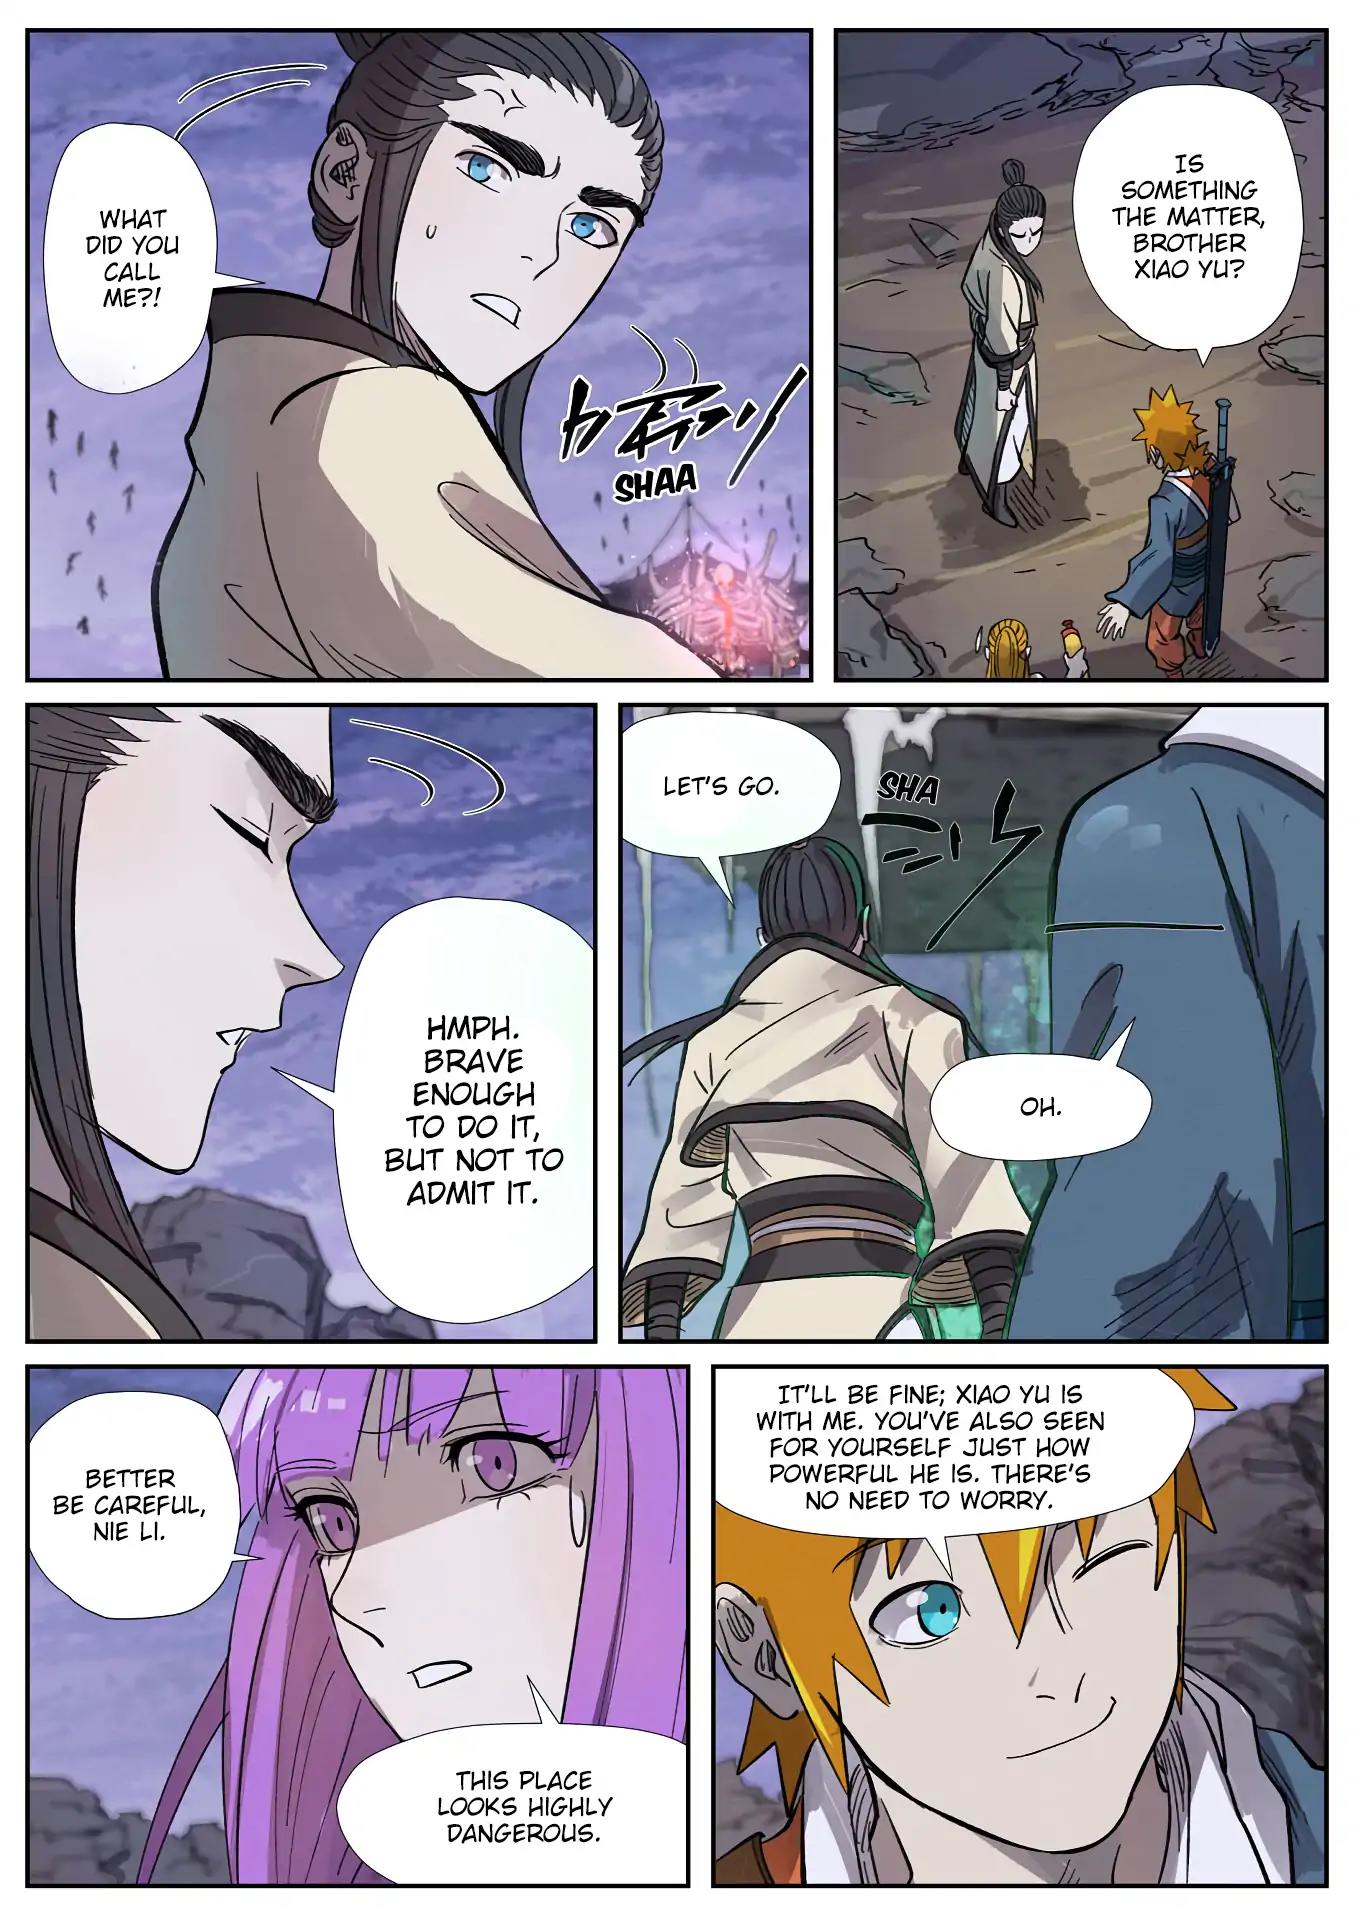 WHAT
DID YOU
CALL
ME?!
SHAA
IS
SOMETHING
THE MATTER,
BROTHER
XIAO YU?
HMPH.
BRAVE
ENOUGH
TO DO IT,
BUT NOT TO
ADMIT IT.
LET'S GO.
SHA
OH.
BETTER
BE CAREFUL,
NIE LI.
THIS PLACE
LOOKS HIGHLY
DANGEROUS.
IT'LL BE FINE; XIAO YU IS
WITH ME. YOU'VE ALSO SEEN
FOR YOURSELF JUST HOW
POWERFUL HE IS. THERE'S
NO NEED TO WORRY.